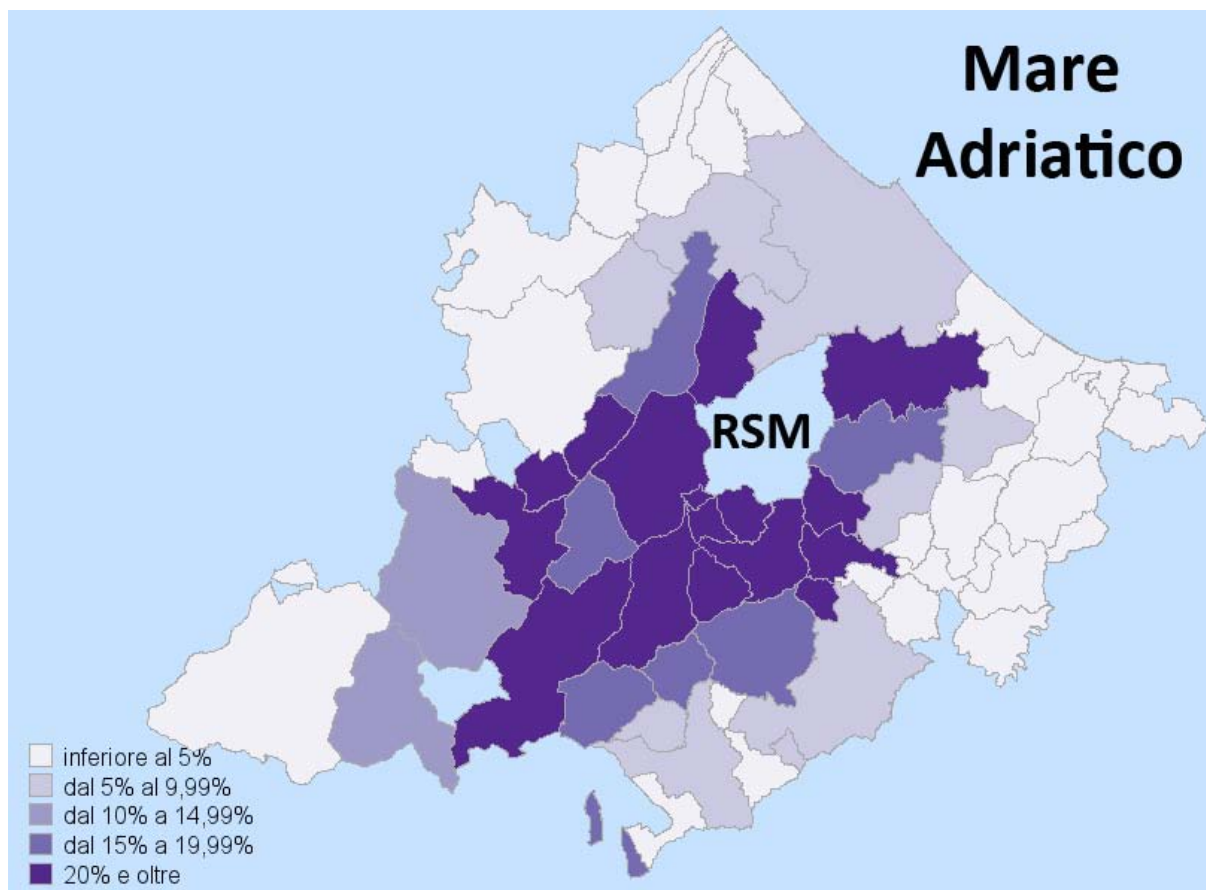 Mare
Adriatico
RSM
inferiore al 5%
dal 5% al 9,99%
dal 10% a 14,99%
dal 15% a 19,99%
20% e oltre